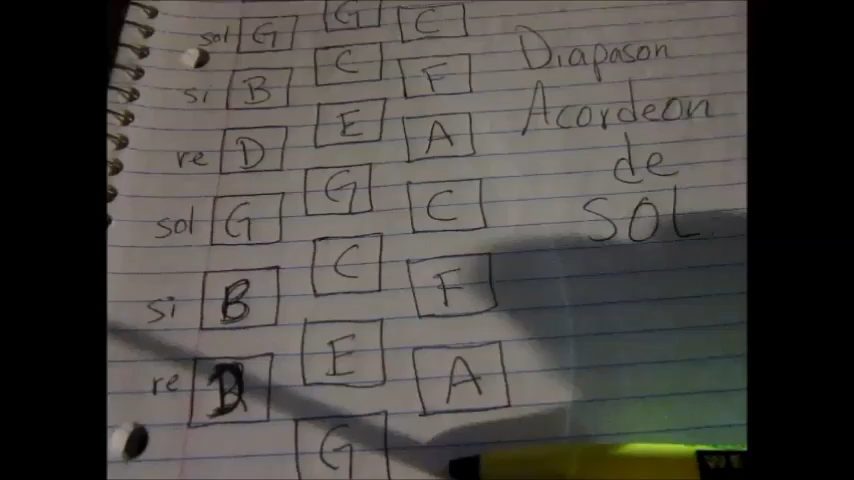 G
sol G C
C
si B F
E
re D A
G
sol G C
C
si B F
E
re D A
G
Diapason
Acordeon
de
SOL